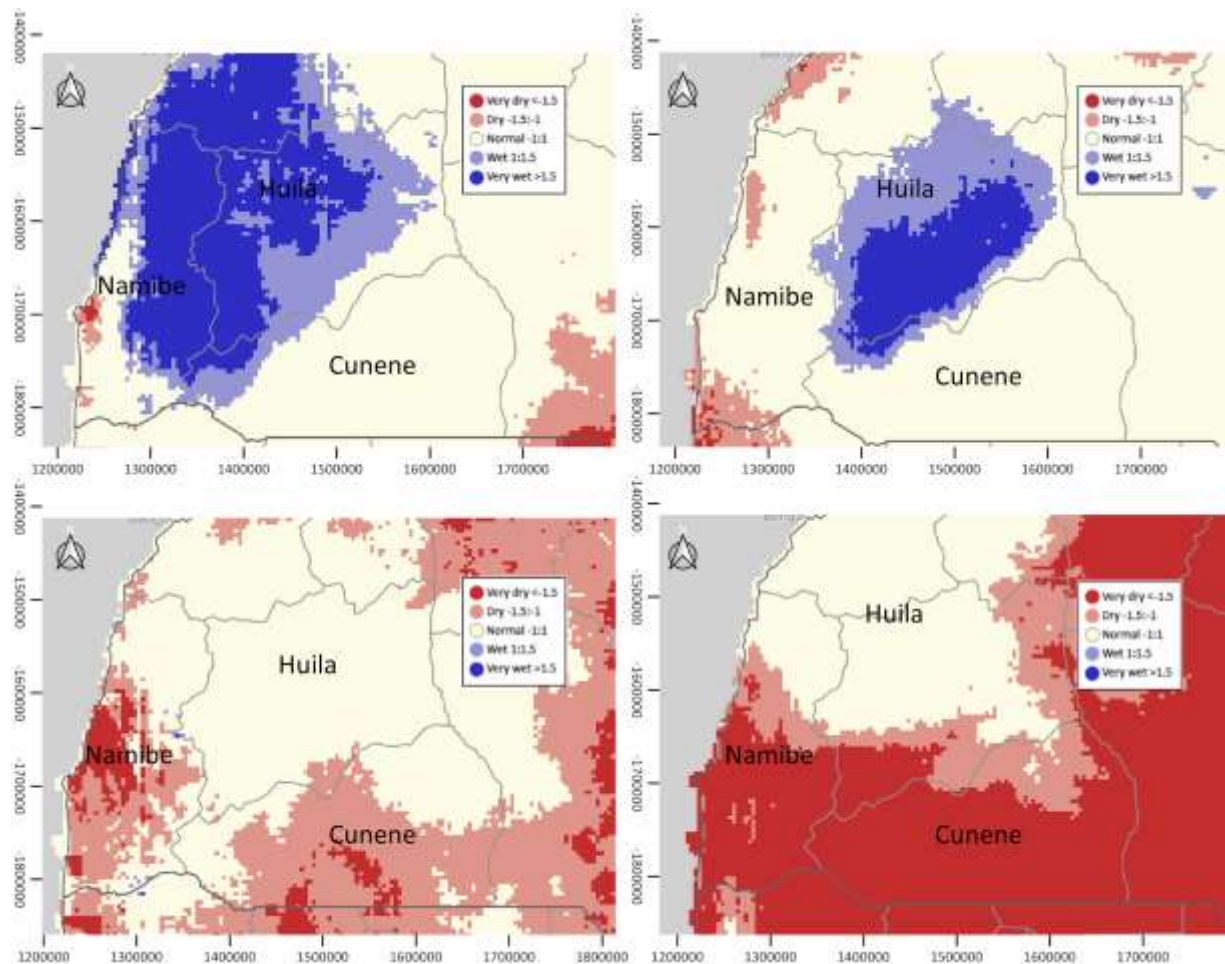 -1400000
-1500000
-1600000
-1700000
-1800000
Huila
Namibe
Cunene
Very dry <-1.5
Dry -1.5:-1
Normal -1:1
Wet 1:1.5
Very wet >1.5
1200000 1300000 1400000 1500000 1600000 1700000
-1400000
-1500000
-1600000
-1700000
-1800000
Huila
Namibe
Cunene
Very dry <-1.5
Dry -1.5:-1
Normal -1:1
Wet 1:1.5
Very wet >1.5
1200000 1300000 1400000 1500000 1600000 1700000
-1400000
-1500000
-1600000
-1700000
-1800000
Huila
Namibe
Cunene
Very dry <-1.5
Dry -1.5:-1
Normal -1:1
Wet 1:1.5
Very wet >1.5
1200000 1300000 1400000 1500000 1600000 1700000 1800000
-1400000
-1500000
-1600000
-1700000
-1800000
Huila
Namibe
Cunene
Very dry <-1.5
Dry -1.5:-1
Normal -1:1
Wet 1:1.5
Very wet >1.5
1200000 1300000 1400000 1500000 1600000 1700000